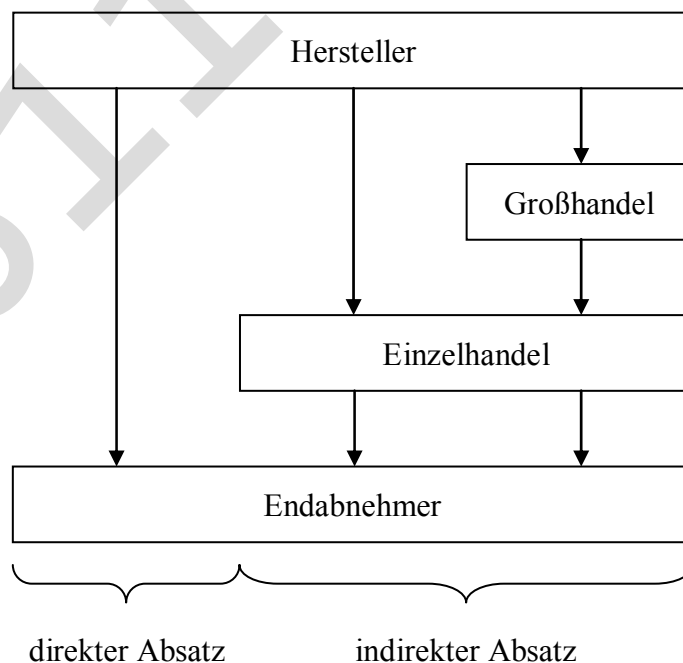 Hersteller
Großhandel
Einzelhandel
Endabnehmer
direkter Absatz
indirekter Absatz